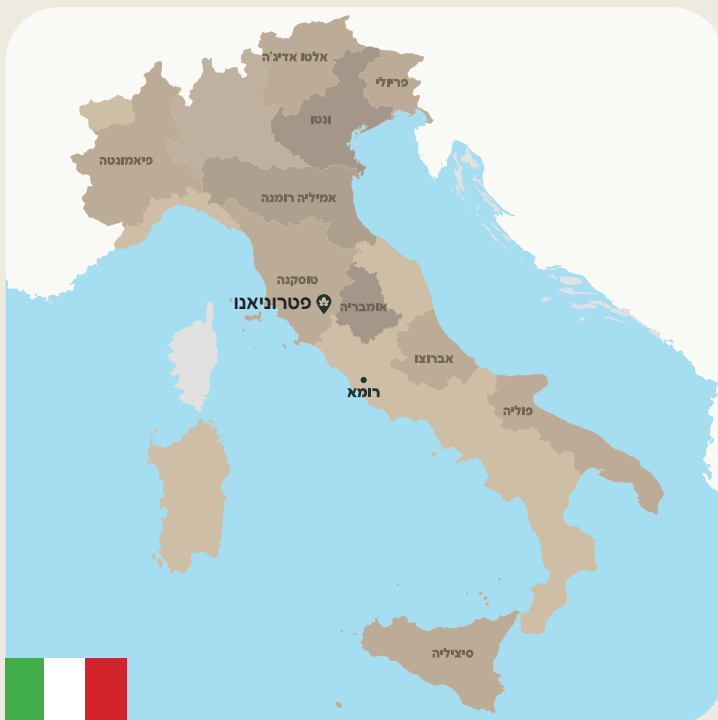 אלטו אדיג'ה
פריולי
ונטו
פיאמונטה
אמיליה רומנה
טוסקנה
פטרוניאנו
אומבריה
אברוצו
רומא
פוליה
סיציליה